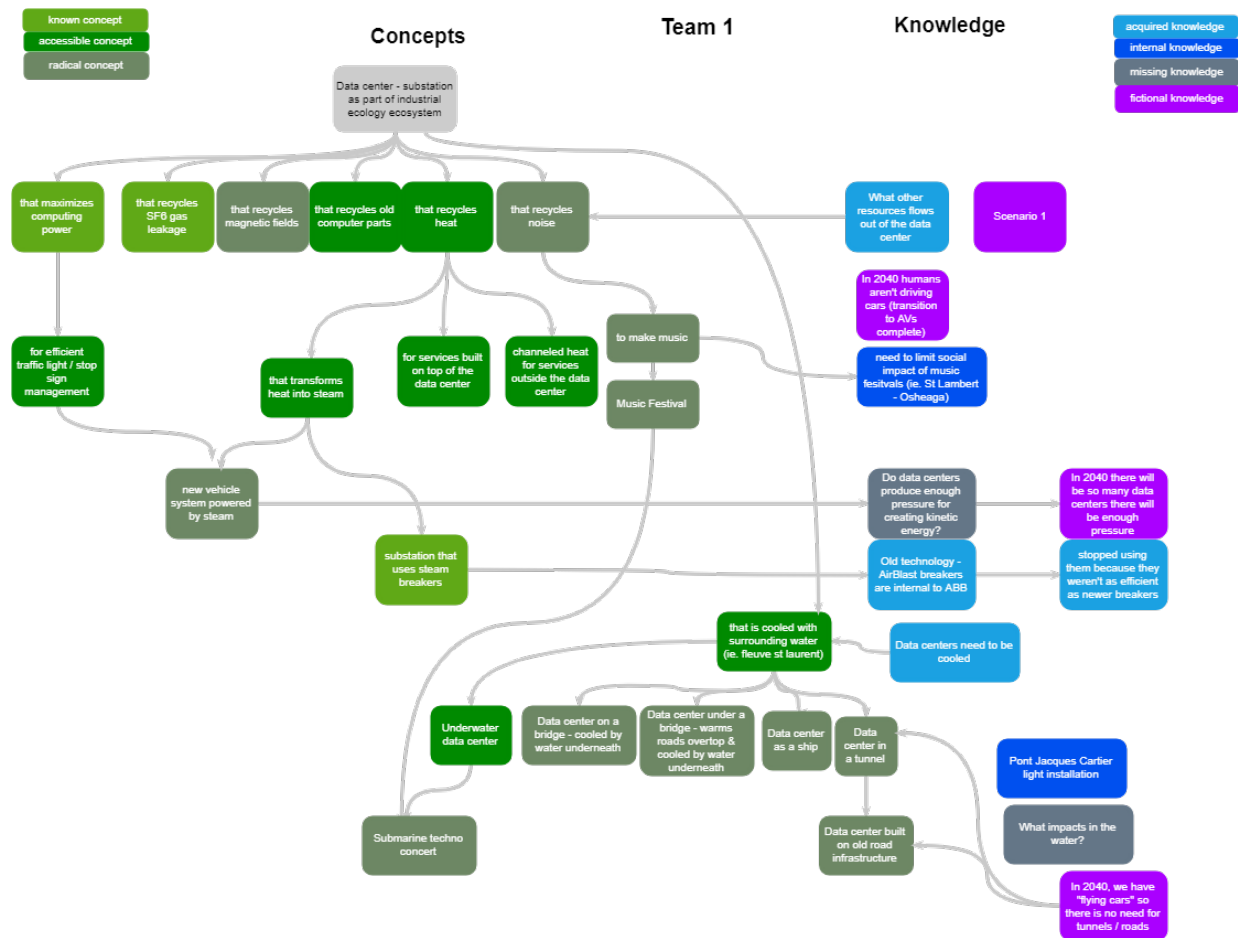 known concept
accessible concept
radical concept
Concepts
Team 1
Knowledge
acquired knowledge
internal knowledge
missing knowledge
fictional knowledge
Data center - substation
as part of industrial
ecology ecosystem
that maximizes
computing
power
that recycles
SF6 gas
leakage
that recycles
magnetic fields
that recycles old
computer parts
that recycles
heat
that recycles
noise
What other
resources flows
out of the data
center
Scenario 1
In 2040 humans
aren't driving
cars (transition
to AVs
complete)
for efficient
traffic light / stop
sign
management
that transforms
heat into steam
for services built
on top of the
data center
channeled heat
for services
outside the data
center
to make music
need to limit social
impact of music
fesitvals (ie. St Lambert
- Osheaga)
Music Festival
new vehicle
system powered
by steam
Do data centers
produce enough
pressure for
creating kinetic
energy?
In 2040 there will
be so many data
centers there will
be enough
pressure
substation that
uses steam
breakers
Old technology -
AirBlast breakers
are internal to ABB
stopped using
them because they
weren't as efficient
as newer breakers
that is cooled with
surrounding water
(ie. fleuve st laurent)
Data centers need to be
cooled
Underwater
data center
Data center on a
bridge - cooled by
water underneath
Data center under a
bridge - warms
roads overtop &
cooled by water
underneath
Data center
as a ship
Data
center in
a tunnel
Pont Jacques Cartier
light installation
Submarine techno
concert
Data center built
on old road
infrastructure
What impacts in the
water?
In 2040, we have
"flying cars" so
there is no need for
tunnels / roads